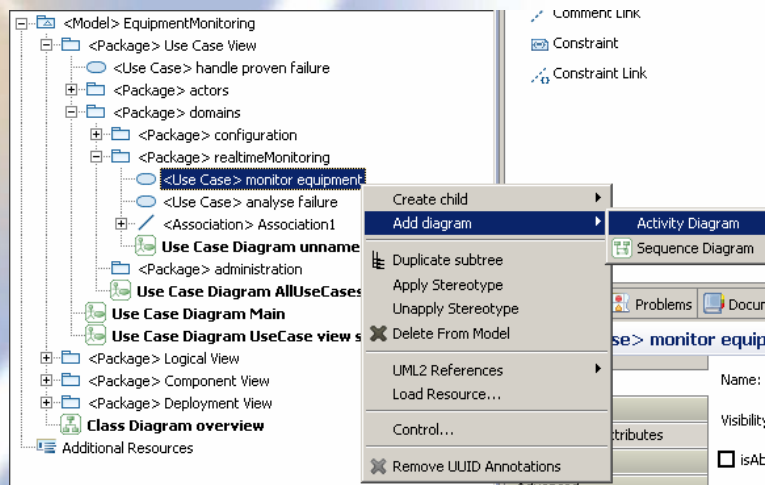 <Model> EquipmentMonitoring
<Package> Use Case View
<Use Case> handle proven failure
<Package> actors
<Package> domains
<Package> configuration
<Package> realtimeMonitoring
<Use Case> monitor equipment
<Use Case> analyse failure
<Association> Association1
Use Case Diagram unname
<Package> administration
Use Case Diagram AllUseCases
Use Case Diagram Main
Use Case Diagram UseCase view s
<Package> Logical View
<Package> Component View
<Package> Deployment View
Class Diagram overview
Additional Resources
Create child
Add diagram
Duplicate subtree
Apply Stereotype
Unapply Stereotype
Delete From Model
UML2 References
Load Resource...
Control...
Remove UUID Annotations
Activity Diagram
Sequence Diagram
Comment Link
Constraint
Constraint Link
Problems
Docur
se> monitor equip
Name:
Visibility
ttributes
isAb